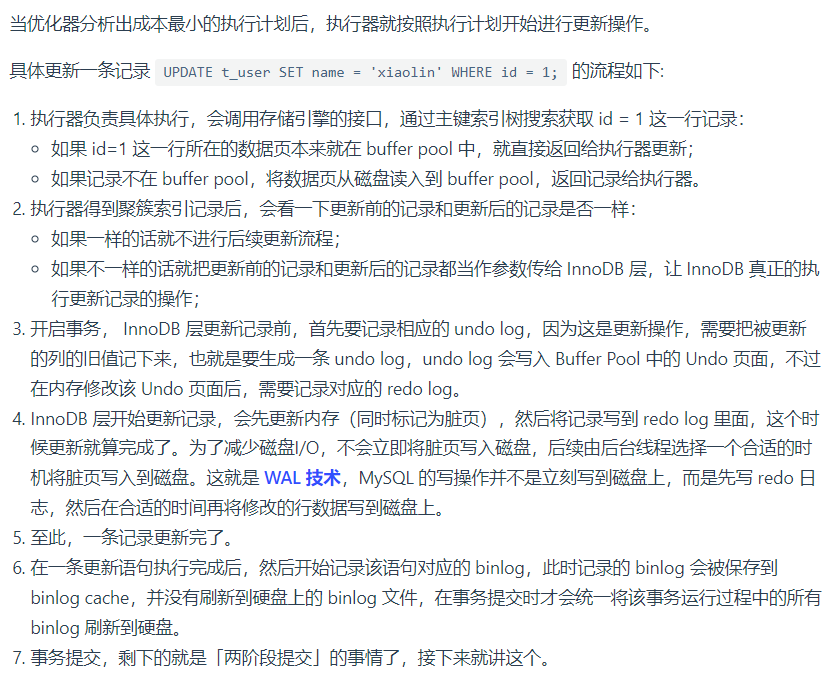 当优化器分析出成本最小的执行计划后，执行器就按照执行计划开始进行更新操作。
具体更新一条记录 UPDATE t_user SET name = 'xiaolin' WHERE id = 1; 的流程如下:
1. 执行器负责具体执行，会调用存储引擎的接口，通过主键索引树搜索获取 id = 1 这一行记录：
◦ 如果 id=1 这一行所在的数据页本来就在 buffer pool 中，就直接返回给执行器更新；
◦ 如果记录不在 buffer pool，将数据页从磁盘读入到 buffer pool，返回记录给执行器。
2. 执行器得到聚簇索引记录后，会看一下更新前的记录和更新后的记录是否一样：
◦ 如果一样的话就不进行后续更新流程；
◦ 如果不一样的话就把更新前的记录和更新后的记录都当作参数传给 InnoDB 层，让 InnoDB 真正的执
行更新记录的操作；
3. 开启事务， InnoDB 层更新记录前，首先要记录相应的 undo log，因为这是更新操作，需要把被更新
的列的旧值记下来，也就是要生成一条 undo log，undo log 会写入 Buffer Pool 中的 Undo 页面，不过
在内存修改该 Undo 页面后，需要记录对应的 redo log。
4. InnoDB 层开始更新记录，会先更新内存（同时标记为脏页），然后将记录写到 redo log 里面，这个时
候更新就算完成了。为了减少磁盘I/O，不会立即将脏页写入磁盘，后续由后台线程选择一个合适的时
机将脏页写入到磁盘。这就是 WAL 技术，MySQL 的写操作并不是立刻写到磁盘上，而是先写 redo 日
志，然后在合适的时间再将修改的行数据写到磁盘上。
5. 至此，一条记录更新完了。
6. 在一条更新语句执行完成后，然后开始记录该语句对应的 binlog，此时记录的 binlog 会被保存到
binlog cache，并没有刷新到硬盘上的 binlog 文件，在事务提交时才会统一将该事务运行过程中的所有
binlog 刷新到硬盘。
7. 事务提交，剩下的就是「两阶段提交」的事情了，接下来就讲这个。